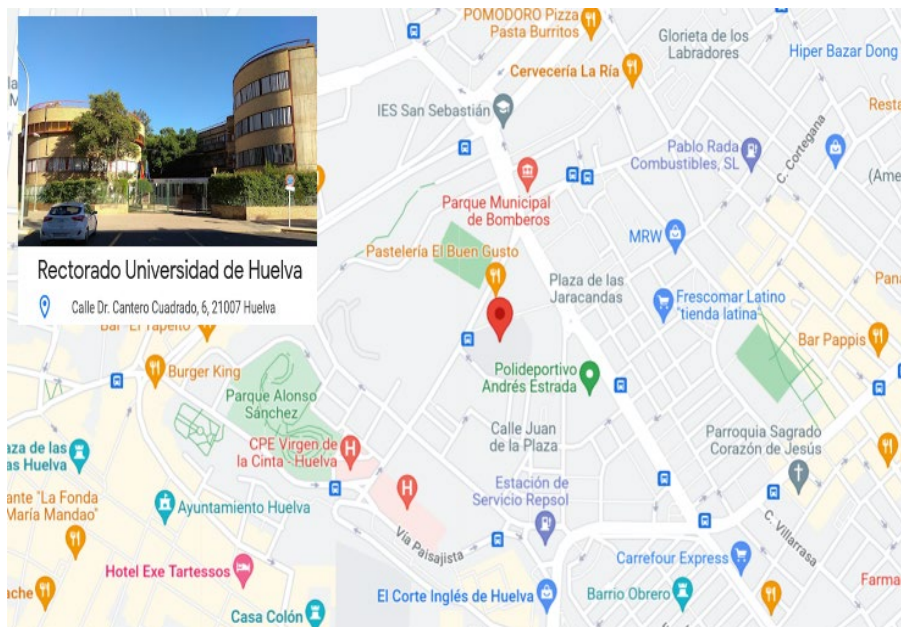 POMODORO Pizza
Pasta Burritos
Glorieta de los
Labradores
Hiper Bazar Dong
Cervecería La Ría
IES San Sebastián
Resta
Pablo Rada
Combustibles, SL
C. Cortegana
(Ame
Parque Municipal
de Bomberos
MRW
Pastelería El Buen Gusto
Rectorado Universidad de Huelva
Calle Dr. Cantero Cuadrado, 6, 21007 Huelva
Plaza de las
Jaracandas
Pana
Frescomar Latino
"tienda latina"
Bar Pappis
Bar - El Tapeito
Burger King
Polideportivo
Andrés Estrada
Parque Alonso
Sánchez
Calle Juan
de la Plaza
Parroquia Sagrado
Corazón de Jesús
CPE Virgen de
la Cinta - Huelva
aza de las
as Huelva
H
H
Estación de
Servicio Repsol
ante "La Fonda
María Mandao"
Ayuntamiento Huelva
Vía Paisajista
C. Villarrasa
Carrefour Express
Hotel Exe Tartessos
El Corte Inglés de Huelva
Barrio Obrero
Farma
ache
Casa Colón